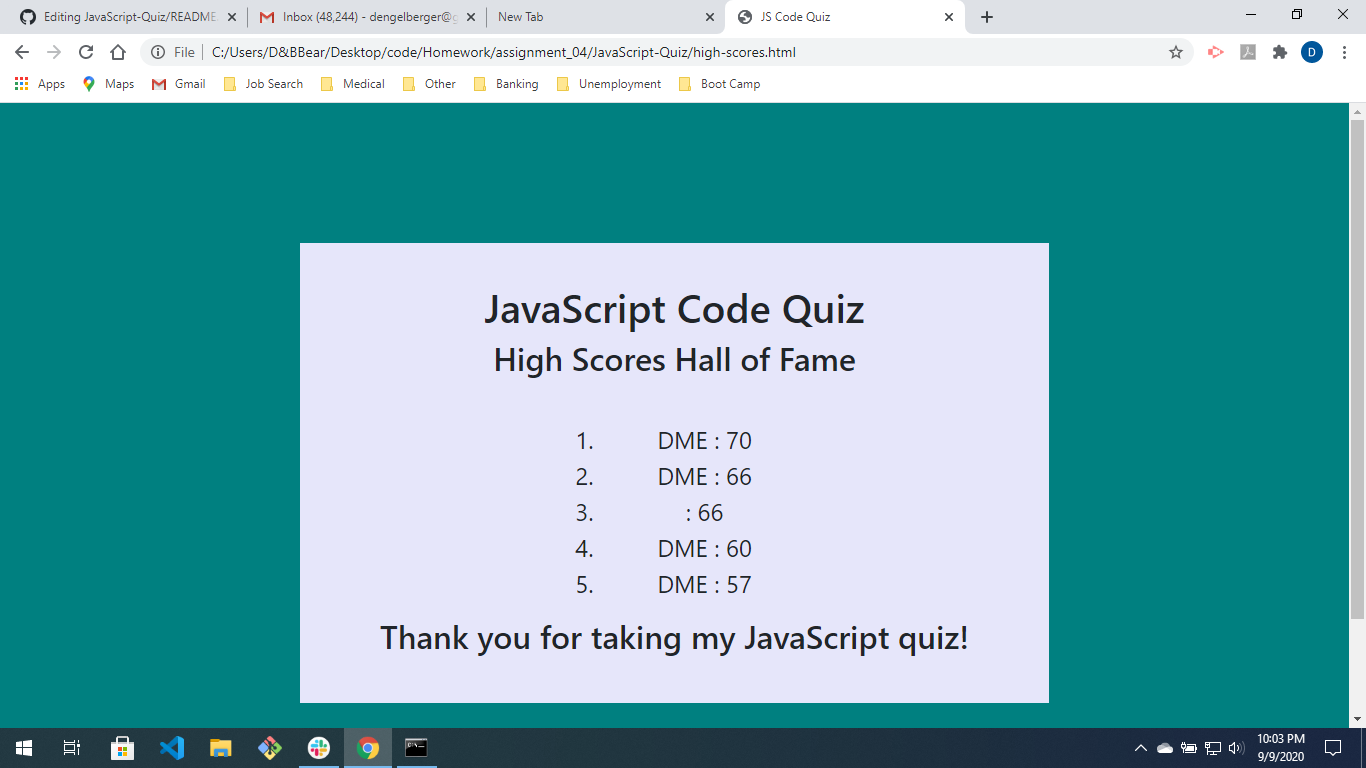 Editing JavaScript-Quiz/README
Inbox (48,244) - dengelberger@g
New Tab
JS Code Quiz
File
C:/Users/D&BBear/Desktop/code/Homework/assignment_04/JavaScript-Quiz/high-scores.html
D
Apps Maps Gmail Job Search Medical Other Banking Unemployment Boot Camp
JavaScript Code Quiz
High Scores Hall of Fame
1. DME : 70
2. DME : 66
3. : 66
4. DME : 60
5. DME : 57
Thank you for taking my JavaScript quiz!
10:03 PM
9/9/2020